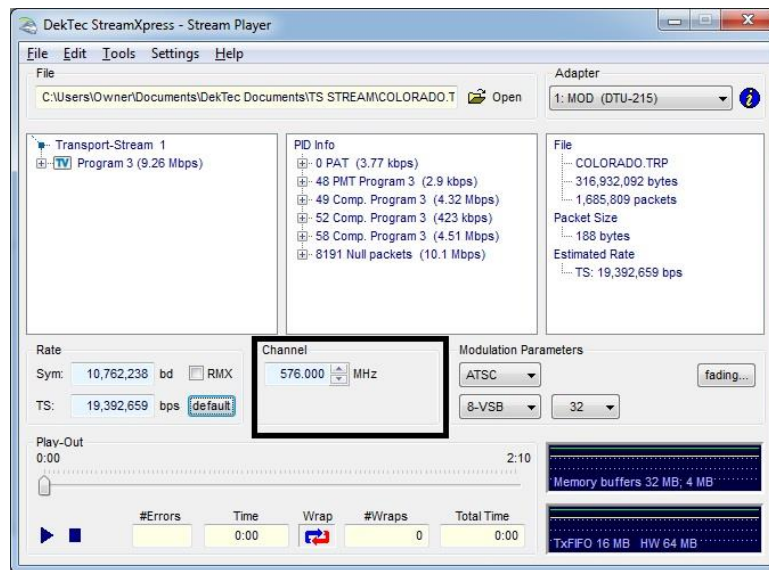 DekTec StreamXpress - Stream Player
File Edit Tools Settings Help
File
C:\Users\Owner\Documents\DekTec Documents\TS STREAM\COLORADO.T Open
Adapter
1: MOD (DTU-215)
Transport-Stream 1
TV Program 3 (9.26 Mbps)
PID Info
0 PAT (3.77 kbps)
48 PMT Program 3 (2.9 kbps)
49 Comp. Program 3 (4.32 Mbps)
52 Comp. Program 3 (423 kbps)
58 Comp. Program 3 (4.51 Mbps)
8191 Null packets (10.1 Mbps)
File
COLORADO.TRP
316,932,092 bytes
1,685,809 packets
Packet Size
188 bytes
Estimated Rate
TS: 19,392,659 bps
Rate
Sym: 10,762,238 bd RMX
TS: 19,392,659 bps default
Channel
576.000 MHz
Modulation Parameters
ATSC fading...
8-VSB 32
Play-Out
0:00 2:10
#Errors Time Wrap #Wraps Total Time
0:00 0 0:00
Memory buffers 32 MB; 4 MB
TxFIFO 16 MB HW 64 MB